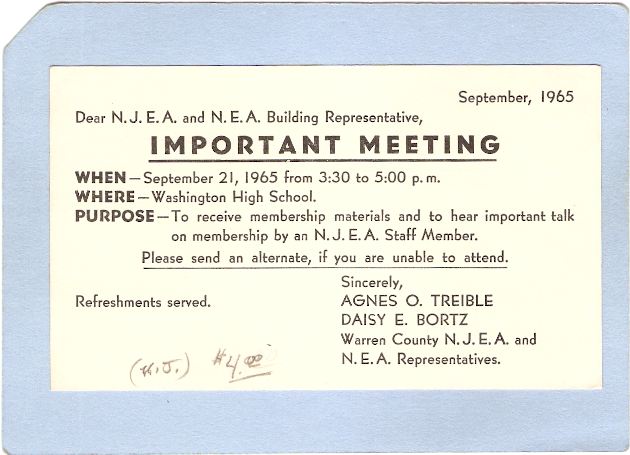 September, 1965
Dear N.J.E.A. and N.E.A. Building Representative,
IMPORTANT MEETING
WHEN—September 21, 1965 from 3:30 to 5:00 p.m.
WHERE—Washington High School.
PURPOSE—To receive membership materials and to hear important talk
on membership by an N.J.E.A. Staff Member.
Please send an alternate, if you are unable to attend.
Sincerely,
Refreshments served. AGNES O. TREIBLE
DAISY E. BORTZ
Warren County N.J.E.A. and
N.E.A. Representatives.
(N.J.) $4.00